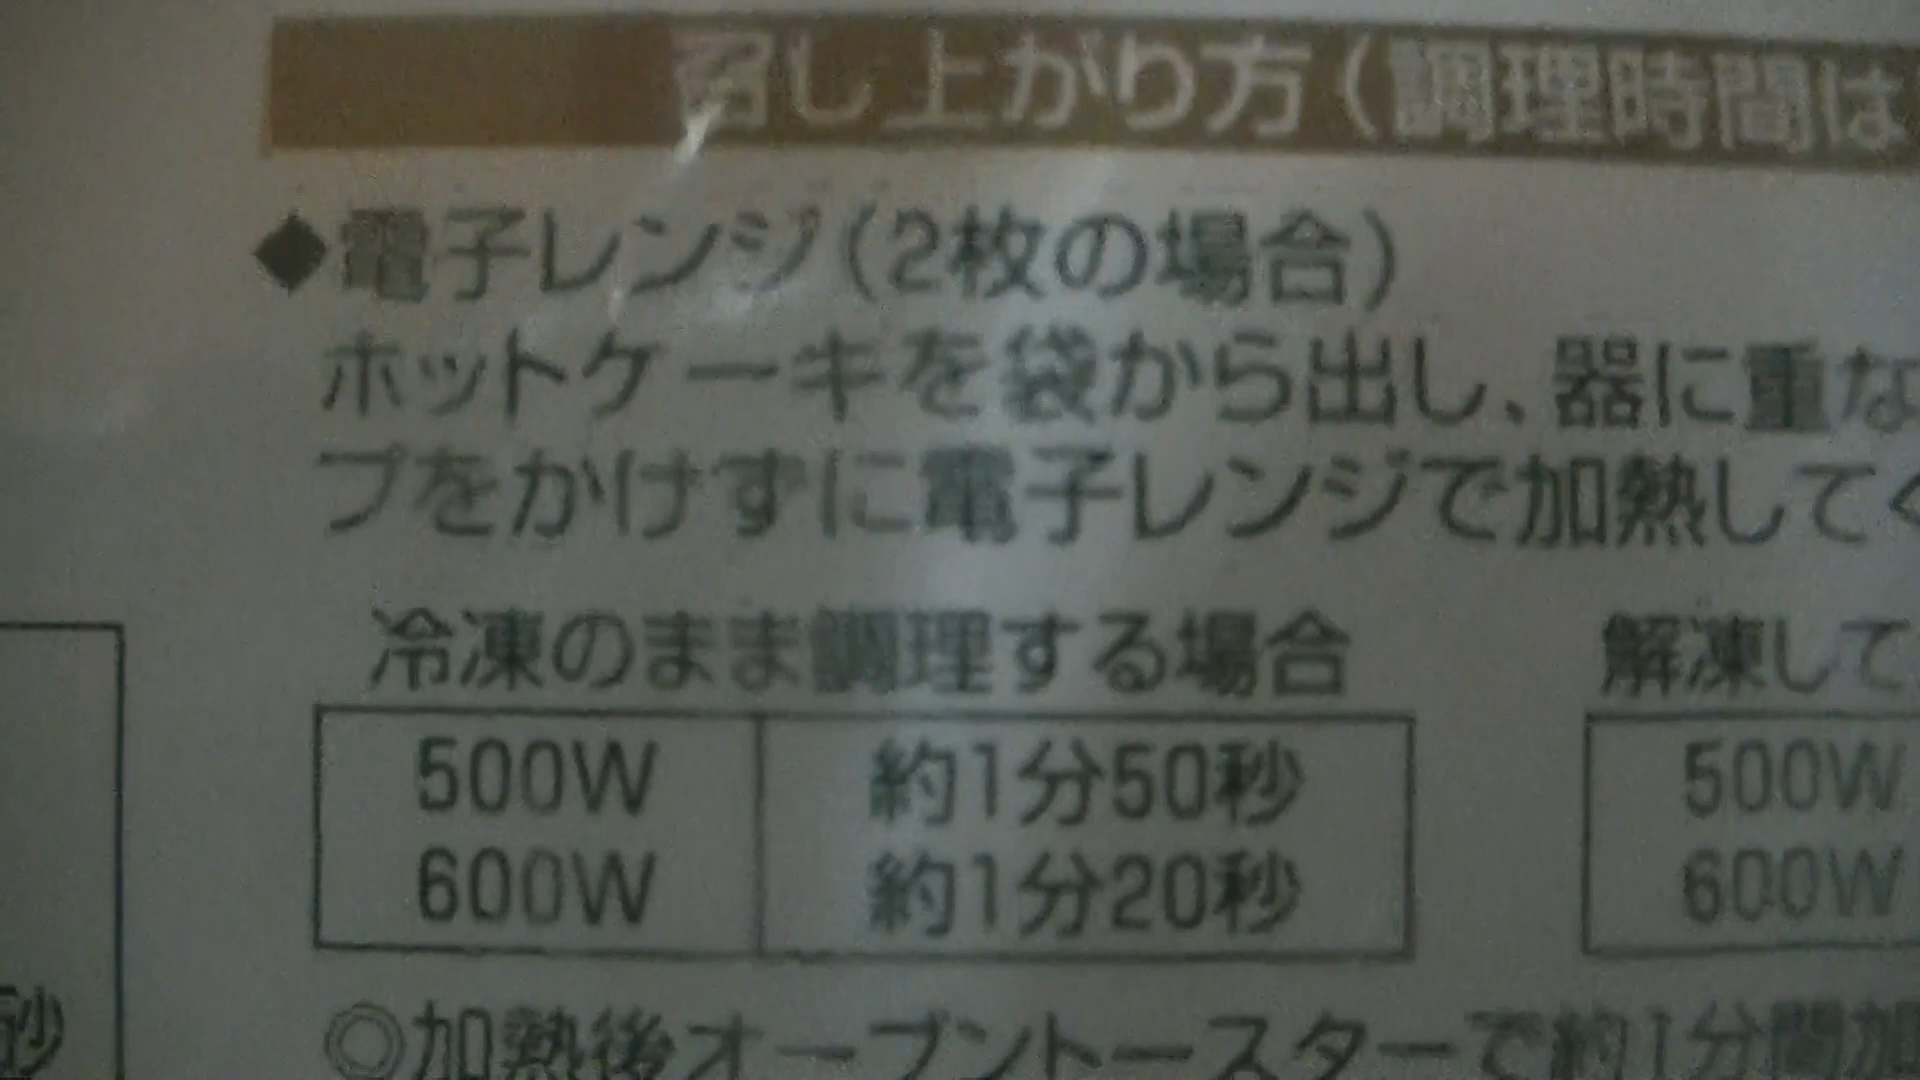 召し上がり方(調理時間は
◆電子レンジ(2枚の場合)
ホットケーキを袋から出し、器に重な
プをかけずに電子レンジで加熱してく
冷凍のまま調理する場合
500W 約1分50秒
600W 約1分20秒
解凍して
500W
600W
秒
◎加熱後オーブントースターで約1分間加